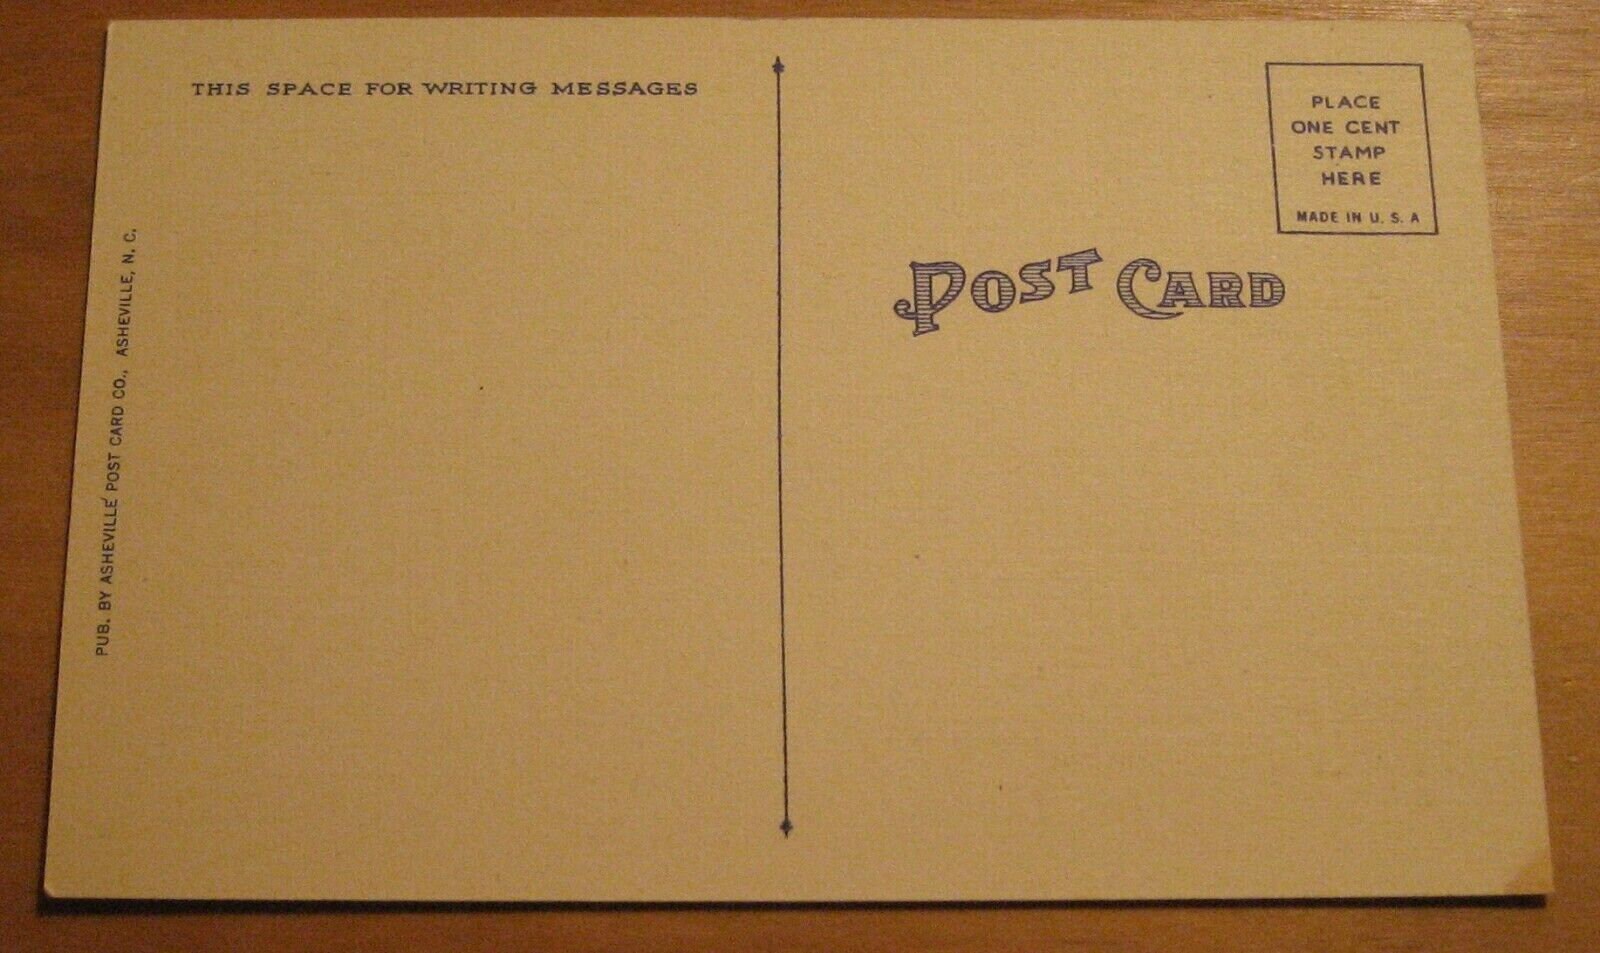 THIS SPACE FOR WRITING MESSAGES
PLACE
ONE CENT
STAMP
HERE
MADE IN U. S. A
POST CARD
PUB. BY ASHEVILLE POST CARD CO., ASHEVILLE, N. C.